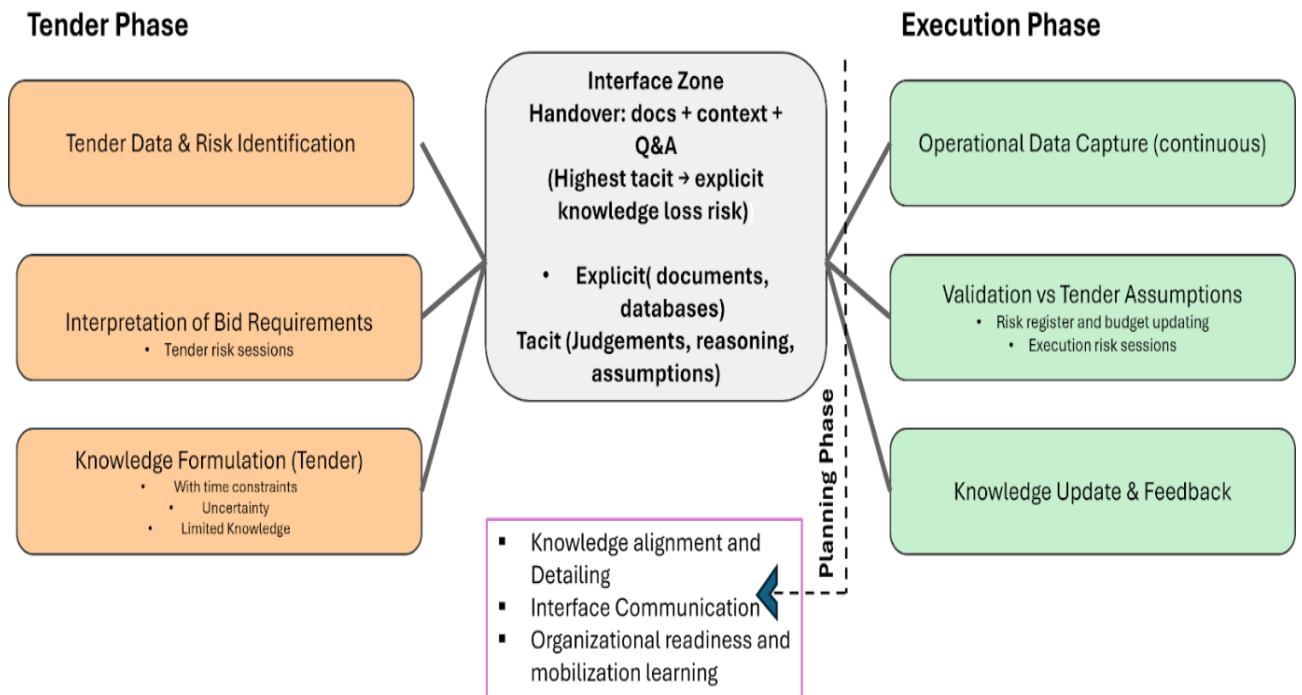 Tender Phase
Tender Data & Risk Identification
Interpretation of Bid Requirements
• Tender risk sessions
Knowledge Formulation (Tender)
• With time constraints
• Uncertainty
• Limited Knowledge
Interface Zone
Handover: docs + context +
Q&A
(Highest tacit → explicit
knowledge loss risk)
• Explicit( documents,
databases)
Tacit (Judgements, reasoning,
assumptions)
Planning Phase
▪ Knowledge alignment and
Detailing
▪ Interface Communication
▪ Organizational readiness and
mobilization learning
Execution Phase
Operational Data Capture (continuous)
Validation vs Tender Assumptions
• Risk register and budget updating
• Execution risk sessions
Knowledge Update & Feedback